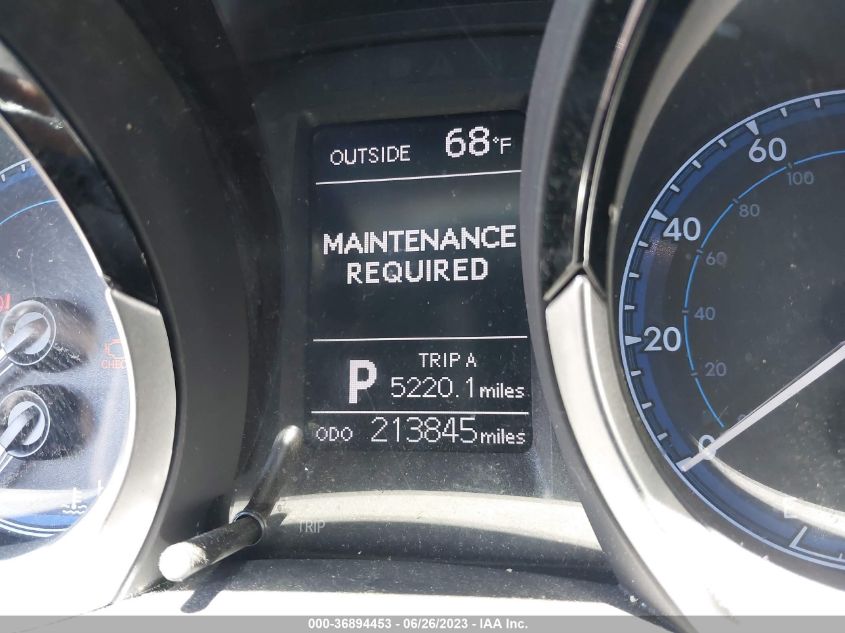 OUTSIDE 68°F
MAINTENANCE
REQUIRED
TRIP A
P 5220.1 miles
ODO 213845 miles
TRIP
CHECK
60
40
20
0
100
80
60
40
20
000-36894453 - 06/26/2023 - IAA Inc.